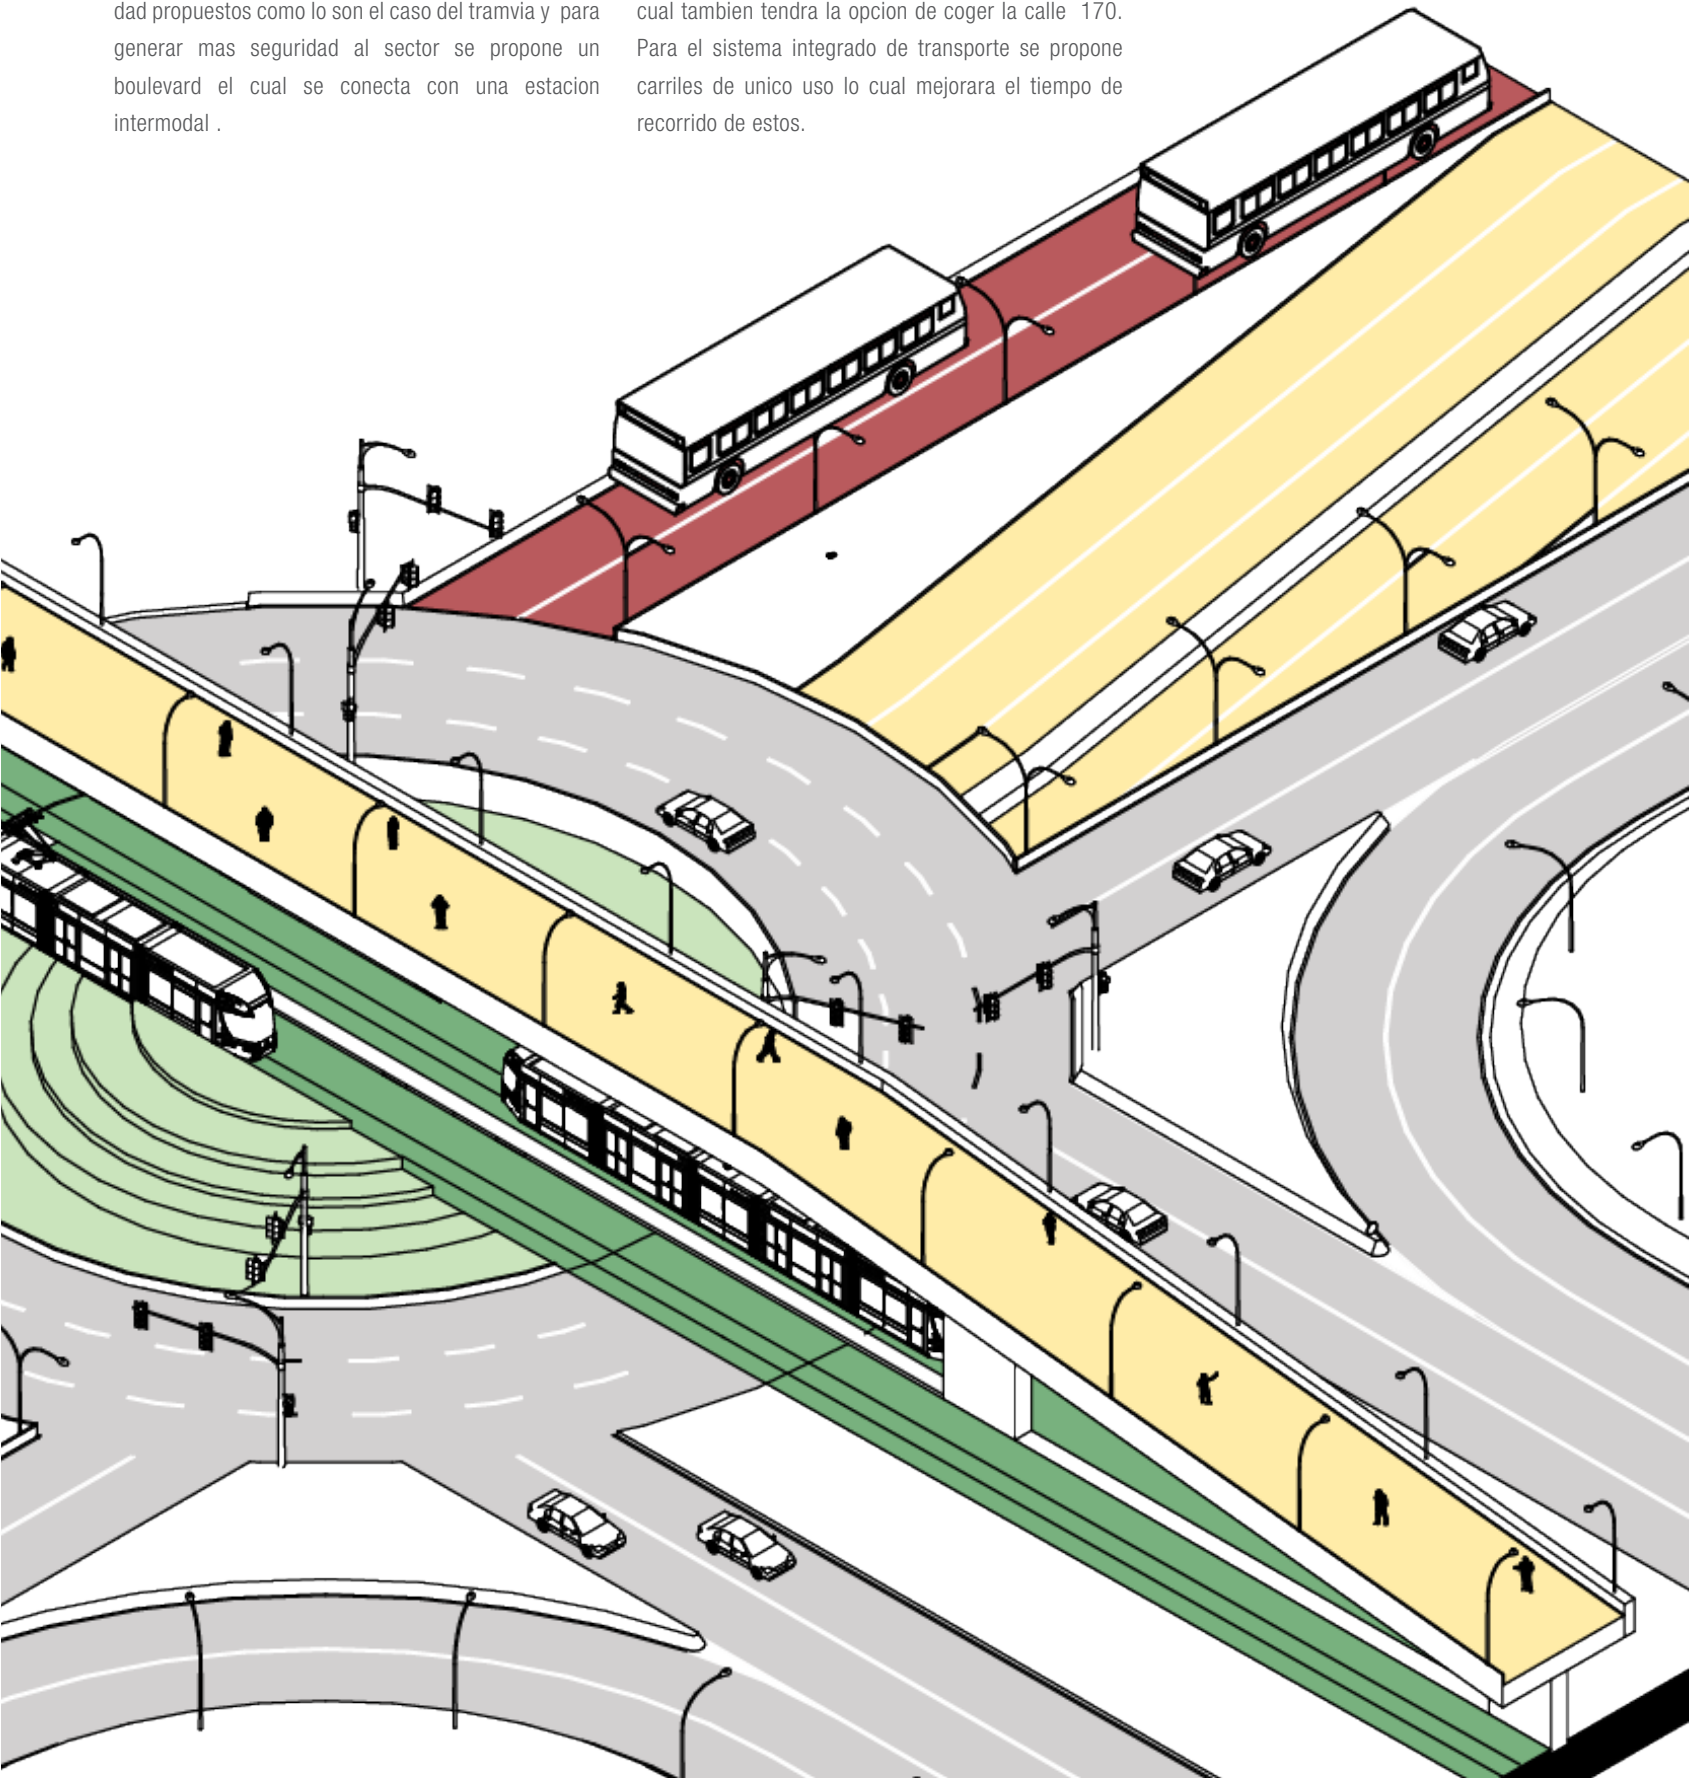 dad propuestos como lo son el caso del tramvia y para
generar mas seguridad al sector se propone un
boulevard el cual se conecta con una estacion
intermodal .
cual tambien tendra la opcion de coger la calle 170.
Para el sistema integrado de transporte se propone
carriles de unico uso lo cual mejorara el tiempo de
recorrido de estos.